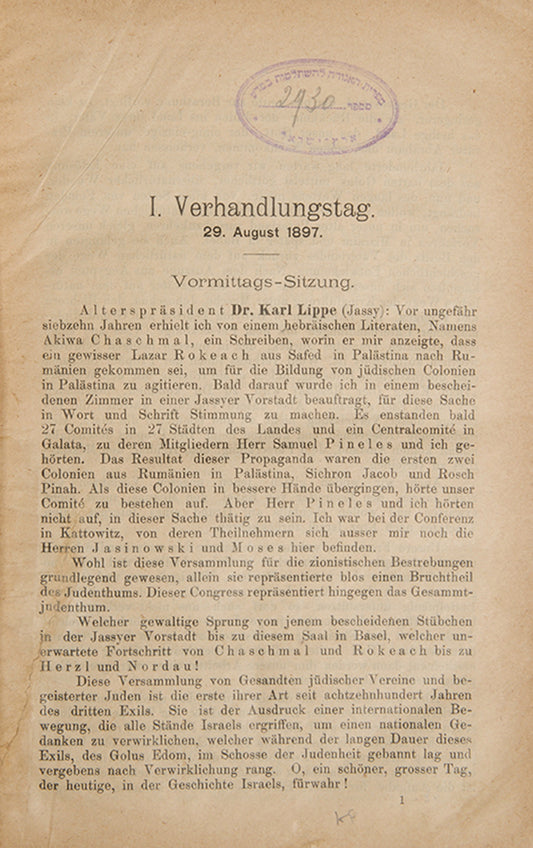 ספרית האגודה להשתלמות במדע
מספר 2930
ארץ-ישראל
I. Verhandlungstag.
29. August 1897.
Vormittags-Sitzung.
Alterspräsident Dr. Karl Lippe (Jassy): Vor ungefähr
siebzehn Jahren erhielt ich von einem hebräischen Literaten, Namens
Akiwa Chaschmal, ein Schreiben, worin er mir anzeigte, dass
ein gewisser Lazar Rokeach aus Safed in Palästina nach Ru-
mänien gekommen sei, um für die Bildung von jüdischen Colonien
in Palästina zu agitieren. Bald darauf wurde ich in einem beschei-
denen Zimmer in einer Jassyer Vorstadt beauftragt, für diese Sache
in Wort und Schrift Stimmung zu machen. Es enstanden bald
27 Comités in 27 Städten des Landes und ein Centralcomité in
Galata, zu deren Mitgliedern Herr Samuel Pineles und ich ge-
hörten. Das Resultat dieser Propaganda waren die ersten zwei
Colonien aus Rumänien in Palästina, Sichron Jacob und Rosch
Pinah. Als diese Colonien in bessere Hände übergingen, hörte unser
Comité zu bestehen auf. Aber Herr Pineles und ich hörten
nicht auf, in dieser Sache thätig zu sein. Ich war bei der Conferenz
in Kattowitz, von deren Theilnehmern sich ausser mir noch die
Herren Jasinowski und Moses hier befinden.
Wohl ist diese Versammlung für die zionistischen Bestrebungen
grundlegend gewesen, allein sie repräsentierte blos einen Bruchtheil
des Judenthums. Dieser Congress repräsentiert hingegen das Gesammt-
judenthum.
Welcher gewaltige Sprung von jenem bescheidenen Stübchen
in der Jassyer Vorstadt bis zu diesem Saal in Basel, welcher un-
erwartete Fortschritt von Chaschmal und Rokeach bis zu
Herzl und Nordau!
Diese Versammlung von Gesandten jüdischer Vereine und be-
geisterter Juden ist die erste ihrer Art seit achtzehnhundert Jahren
des dritten Exils. Sie ist der Ausdruck einer internationalen Be-
wegung, die alle Stände Israels ergriffen, um einen nationalen Ge-
danken zu verwirklichen, welcher während der langen Dauer dieses
Exils, des Golus Edom, im Schosse der Judenheit gebannt lag und
vergebens nach Verwirklichung rang. O, ein schöner, grosser Tag,
der heutige, in der Geschichte Israels, fürwahr!
1